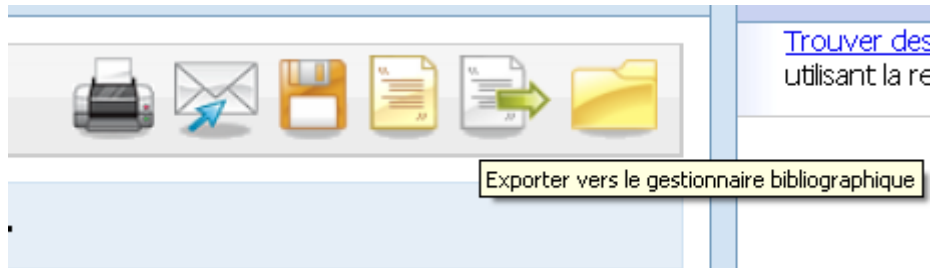 Trouver des
utilisant la re
Exporter vers le gestionnaire bibliographique